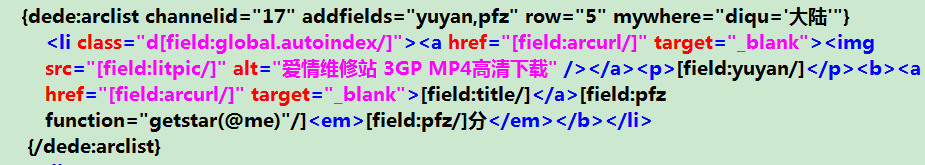 {dede:arclist channelid="17" addfields="yuyan,pfz" row="5" mywhere="diqu='大陆'"}
<li class="d[field:global.autoindex/]"><a href="[field:arcurl/]" target="_blank"><img
src="[field:litpic/]" alt="爱情维修站 3GP MP4高清下载" /></a><p>[field:yuyan/]</p><b><a
href="[field:arcurl/]" target="_blank">[field:title/]</a>[field:pfz
function="getstar(@me)"/]<em>[field:pfz/]分</em></b></li>
{/dede:arclist}